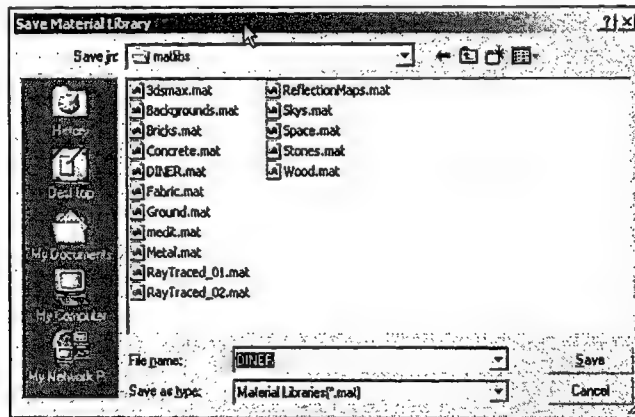 Save Material Library
Save in: matlibs
3dsmax.mat
Backgrounds.mat
Bricks.mat
Concrete.mat
DINER.mat
Fabric.mat
Ground.mat
medit.mat
Metal.mat
RayTraced_01.mat
RayTraced_02.mat
ReflectionMaps.mat
Skys.mat
Space.mat
Stones.mat
Wood.mat
History
Desktop
My Documents
My Computer
My Network P...
File name: DINER
Save
Save as type: Material Libraries(*.mat)
Cancel